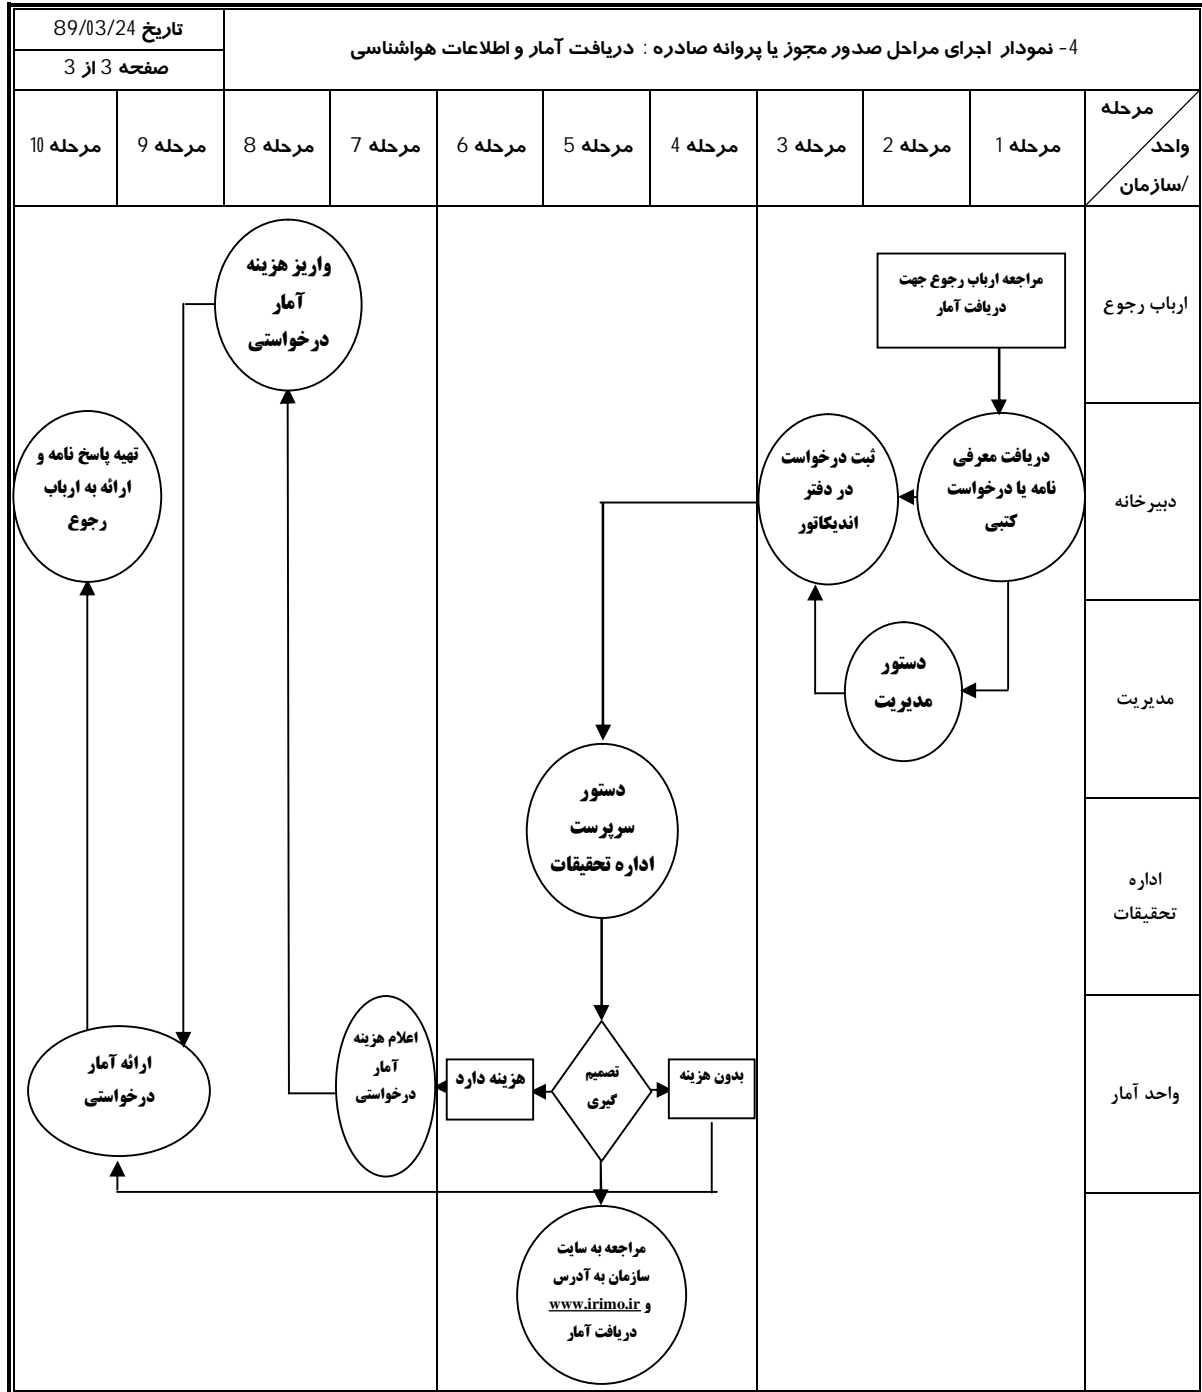 4- نمودار اجرای مراحل صدور مجوز یا پروانه صادره : دریافت آمار و اطلاعات هواشناسی
تاریخ 89/03/24
صفحه 3 از 3
مرحله
واحد
/سازمان
مرحله 1
مرحله 2
مرحله 3
مرحله 4
مرحله 5
مرحله 6
مرحله 7
مرحله 8
مرحله 9
مرحله 10
ارباب رجوع
مراجعه ارباب رجوع جهت
دریافت آمار
واریز هزینه
آمار
درخواستی
دبیرخانه
دریافت معرفی
نامه یا درخواست
کتبی
ثبت درخواست
در دفتر
اندیکاتور
تهیه پاسخ نامه و
ارائه به ارباب
رجوع
مدیریت
دستور
مدیریت
اداره
تحقیقات
دستور
سرپرست
اداره تحقیقات
واحد آمار
بدون هزینه
تصمیم
گیری
هزینه دارد
اعلام هزینه
آمار
درخواستی
ارائه آمار
درخواستی
مراجعه به سایت
سازمان به آدرس
www.irimo.ir و
دریافت آمار